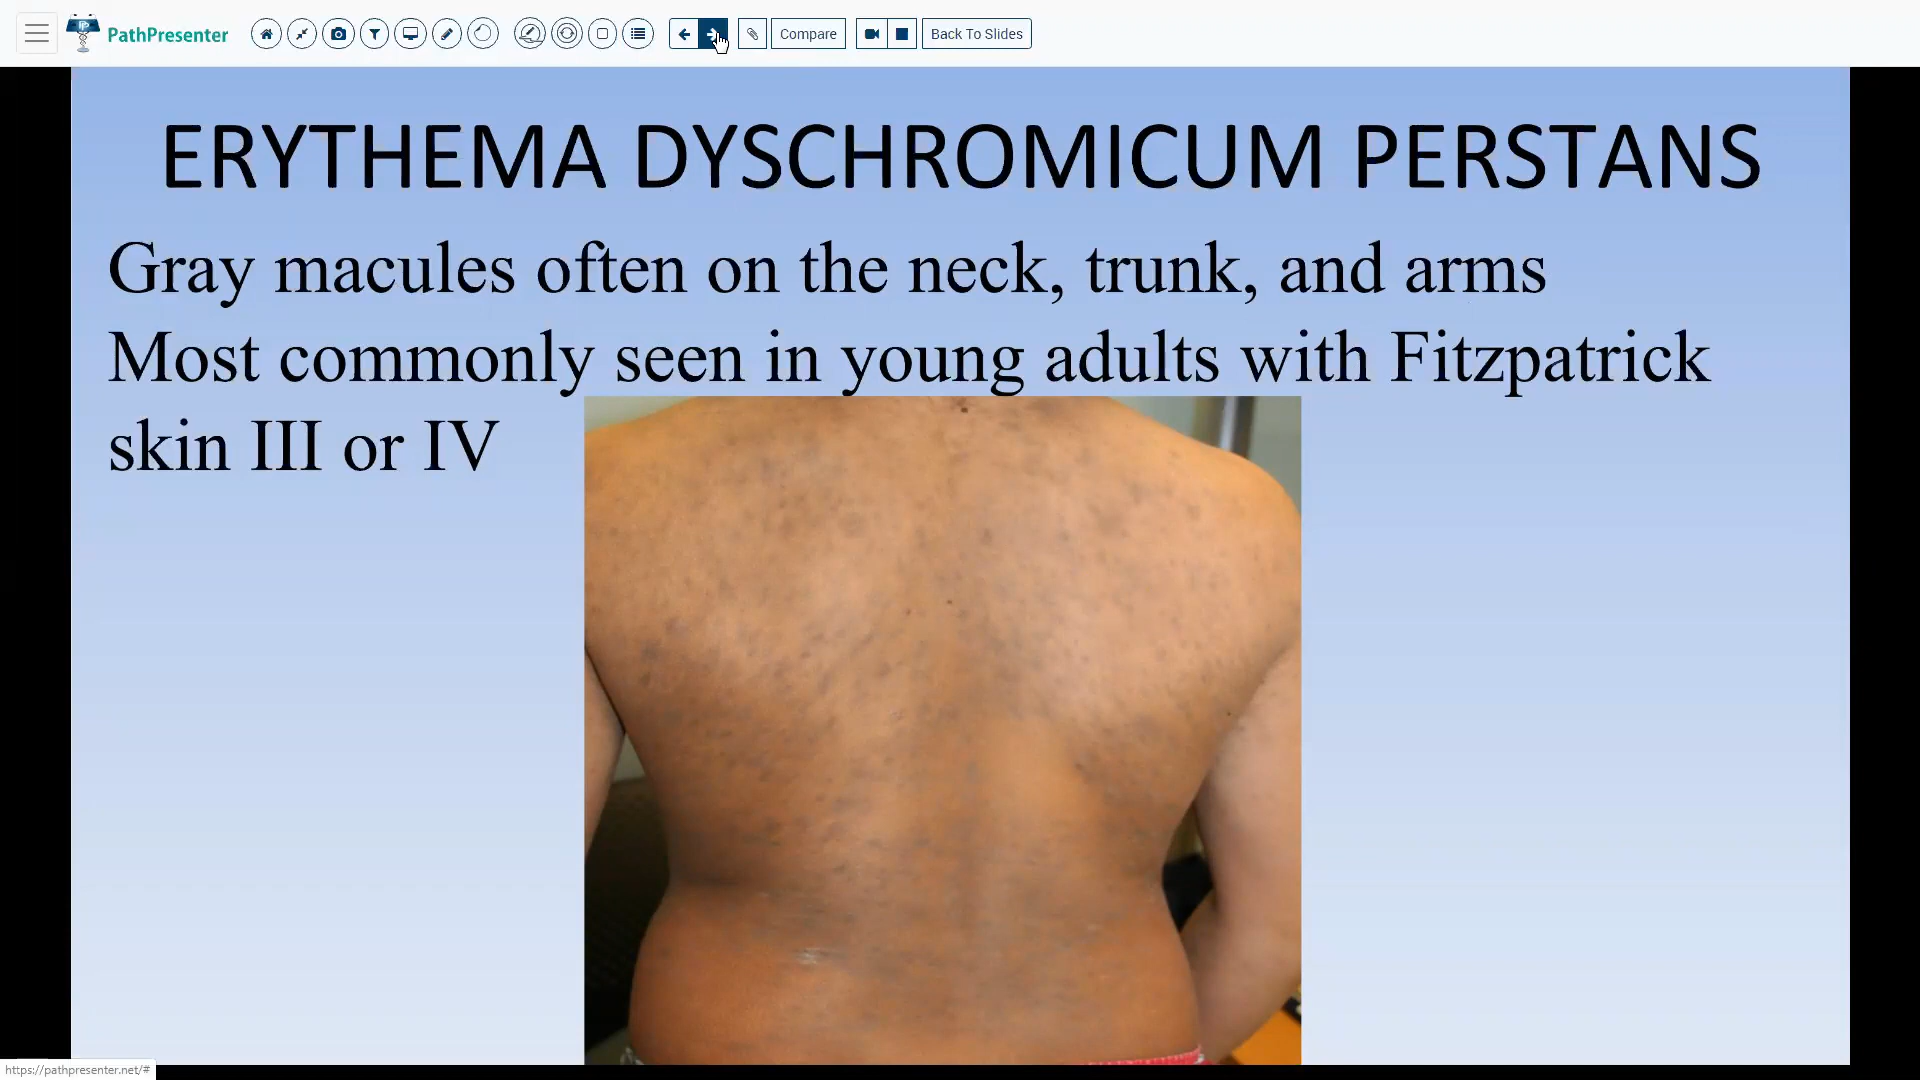 PathPresenter
Compare
Back To Slides
ERYTHEMA DYSCHROMICUM PERSTANS
Gray macules often on the neck, trunk, and arms
Most commonly seen in young adults with Fitzpatrick
skin III or IV
https://pathpresenter.net/#